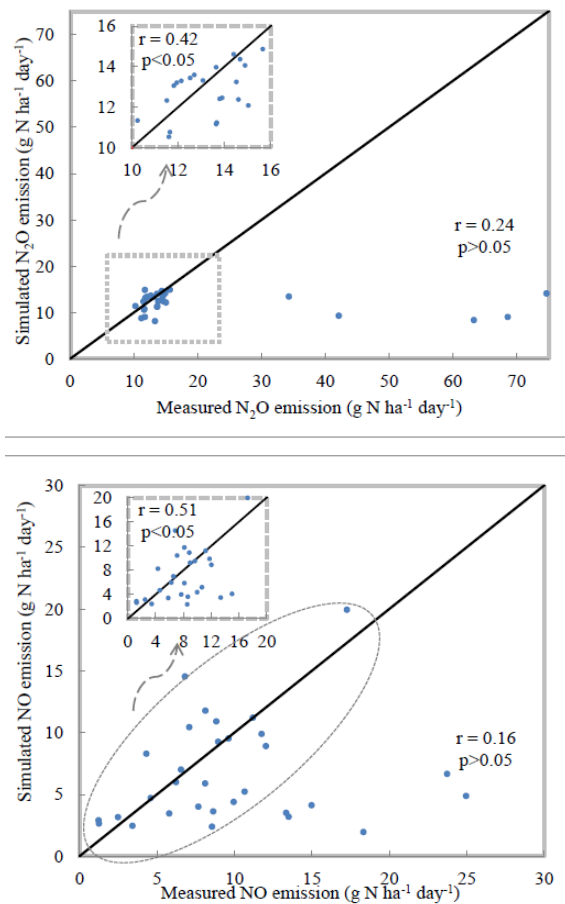 Simulated N₂O emission (g N ha⁻¹ day⁻¹)
70
60
50
40
30
20
10
0
16
14
12
10
r = 0.42
p<0.05
10 12 14 16
r = 0.24
p>0.05
0 10 20 30 40 50 60 70
Measured N₂O emission (g N ha⁻¹ day⁻¹)
Simulated NO emission (g N ha⁻¹ day⁻¹)
30
25
20
15
10
5
0
20
16
12
8
4
0
r = 0.51
p<0.05
0 4 8 12 16 20
r = 0.16
p>0.05
0 5 10 15 20 25 30
Measured NO emission (g N ha⁻¹ day⁻¹)